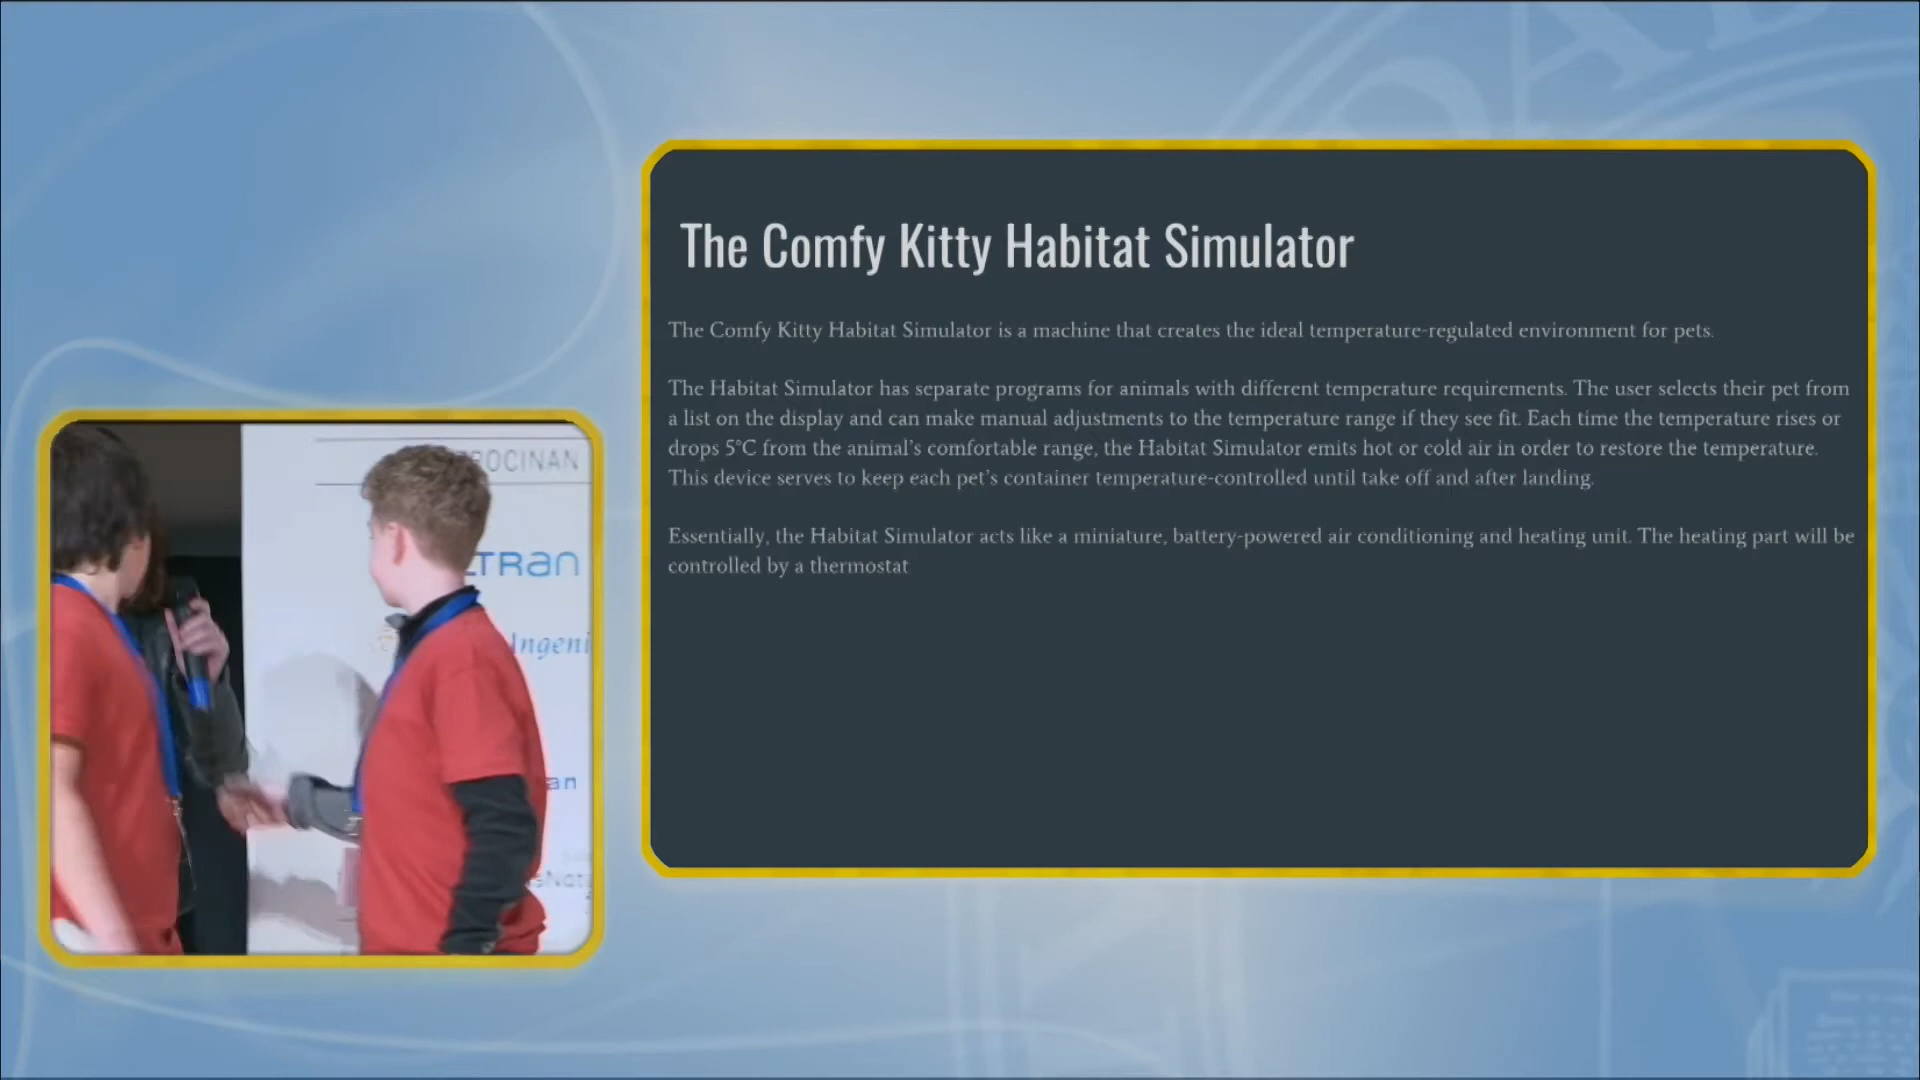 The Comfy Kitty Habitat Simulator
The Comfy Kitty Habitat Simulator is a machine that creates the ideal temperature-regulated environment for pets.
The Habitat Simulator has separate programs for animals with different temperature requirements. The user selects their pet from
a list on the display and can make manual adjustments to the temperature range if they see fit. Each time the temperature rises or
drops 5°C from the animal's comfortable range, the Habitat Simulator emits hot or cold air in order to restore the temperature.
This device serves to keep each pet's container temperature-controlled until take off and after landing.
Essentially, the Habitat Simulator acts like a miniature, battery-powered air conditioning and heating unit. The heating part will be
controlled by a thermostat
ROCINAN
LTRan
Ingeni
an